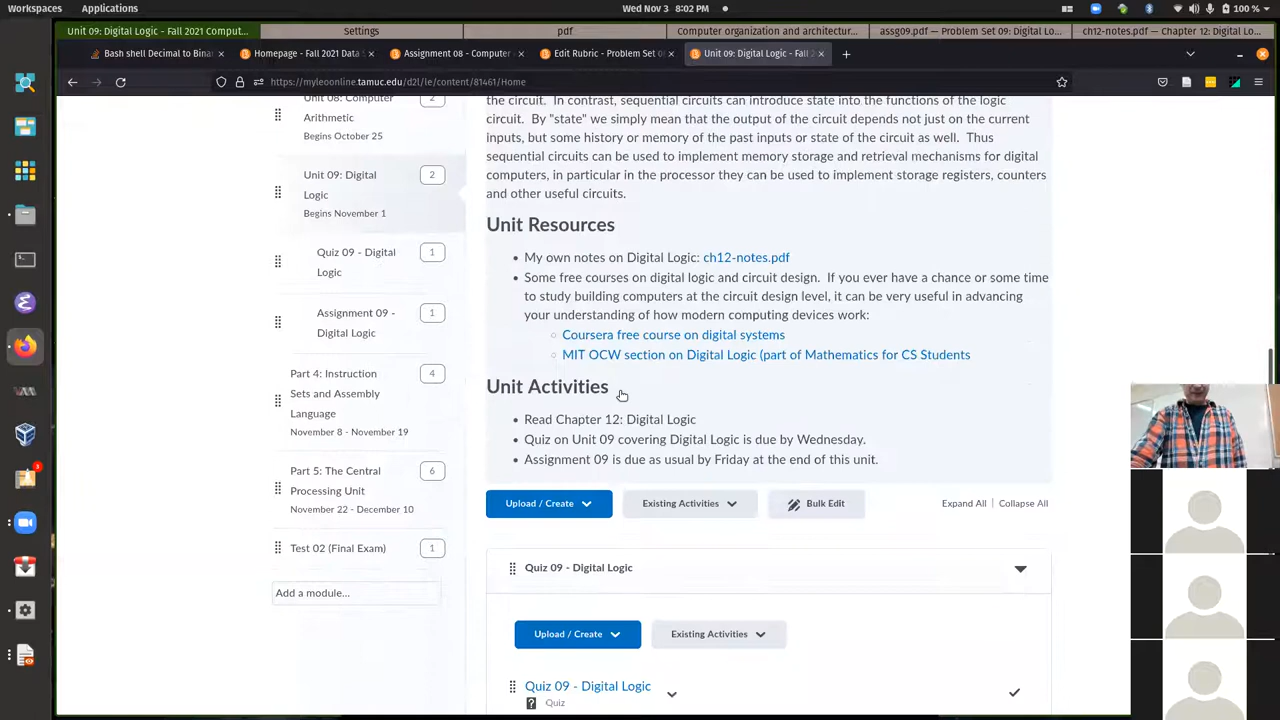 Workspaces
Applications
Wed Nov 3 8:02 PM
100 %
Unit 09: Digital Logic - Fall 2021 Comput...
Settings
pdf
Computer organization and architectur...
assg09.pdf — Problem Set 09: Digital Lo...
ch12-notes.pdf — Chapter 12: Digital Lo...
Bash shell Decimal to Bina
Homepage - Fall 2021 Data S
Assignment 08 - Computer
Edit Rubric - Problem Set 0
Unit 09: Digital Logic - Fall 2
https://myleoonline.tamuc.edu/d2l/le/content/81461/Home
Unit 08: Computer
Arithmetic
Begins October 25
2
Unit 09: Digital
Logic
Begins November 1
2
Quiz 09 - Digital
Logic
1
Assignment 09 -
Digital Logic
1
Part 4: Instruction
Sets and Assembly
Language
November 8 - November 19
4
Part 5: The Central
Processing Unit
November 22 - December 10
6
Test 02 (Final Exam)
1
Add a module...
the circuit. In contrast, sequential circuits can introduce state into the functions of the logic
circuit. By "state" we simply mean that the output of the circuit depends not just on the current
inputs, but some history or memory of the past inputs or state of the circuit as well. Thus
sequential circuits can be used to implement memory storage and retrieval mechanisms for digital
computers, in particular in the processor they can be used to implement storage registers, counters
and other useful circuits.
Unit Resources
My own notes on Digital Logic: ch12-notes.pdf
Some free courses on digital logic and circuit design. If you ever have a chance or some time
to study building computers at the circuit design level, it can be very useful in advancing
your understanding of how modern computing devices work:
Coursera free course on digital systems
MIT OCW section on Digital Logic (part of Mathematics for CS Students
Unit Activities
Read Chapter 12: Digital Logic
Quiz on Unit 09 covering Digital Logic is due by Wednesday.
Assignment 09 is due as usual by Friday at the end of this unit.
Upload / Create
Existing Activities
Bulk Edit
Expand All | Collapse All
Quiz 09 - Digital Logic
Upload / Create
Existing Activities
Quiz 09 - Digital Logic
Quiz
3